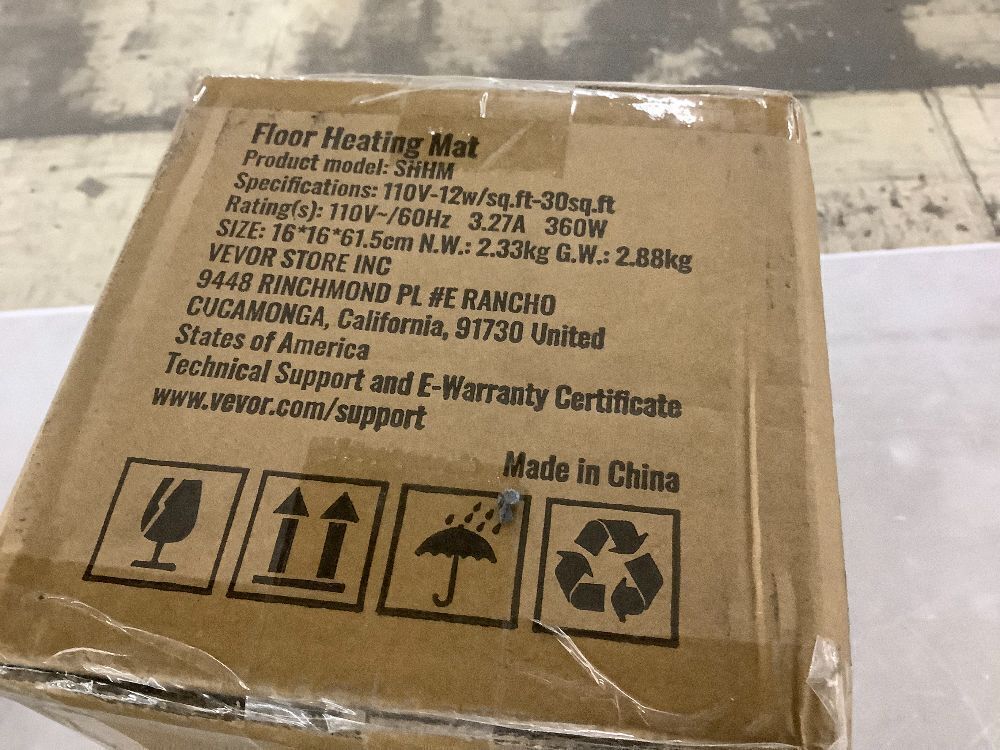 Floor Heating Mat
Product model: SHHM
Specifications: 110V-12w/sq.ft-30sq.ft
Rating(s): 110V~/60Hz 3.27A 360W
SIZE: 16*16*61.5cm N.W.: 2.33kg G.W.: 2.88kg
VEVOR STORE INC
9448 RINCHMOND PL #E RANCHO
CUCAMONGA, California, 91730 United
States of America
Technical Support and E-Warranty Certificate
www.vevor.com/support
Made in China